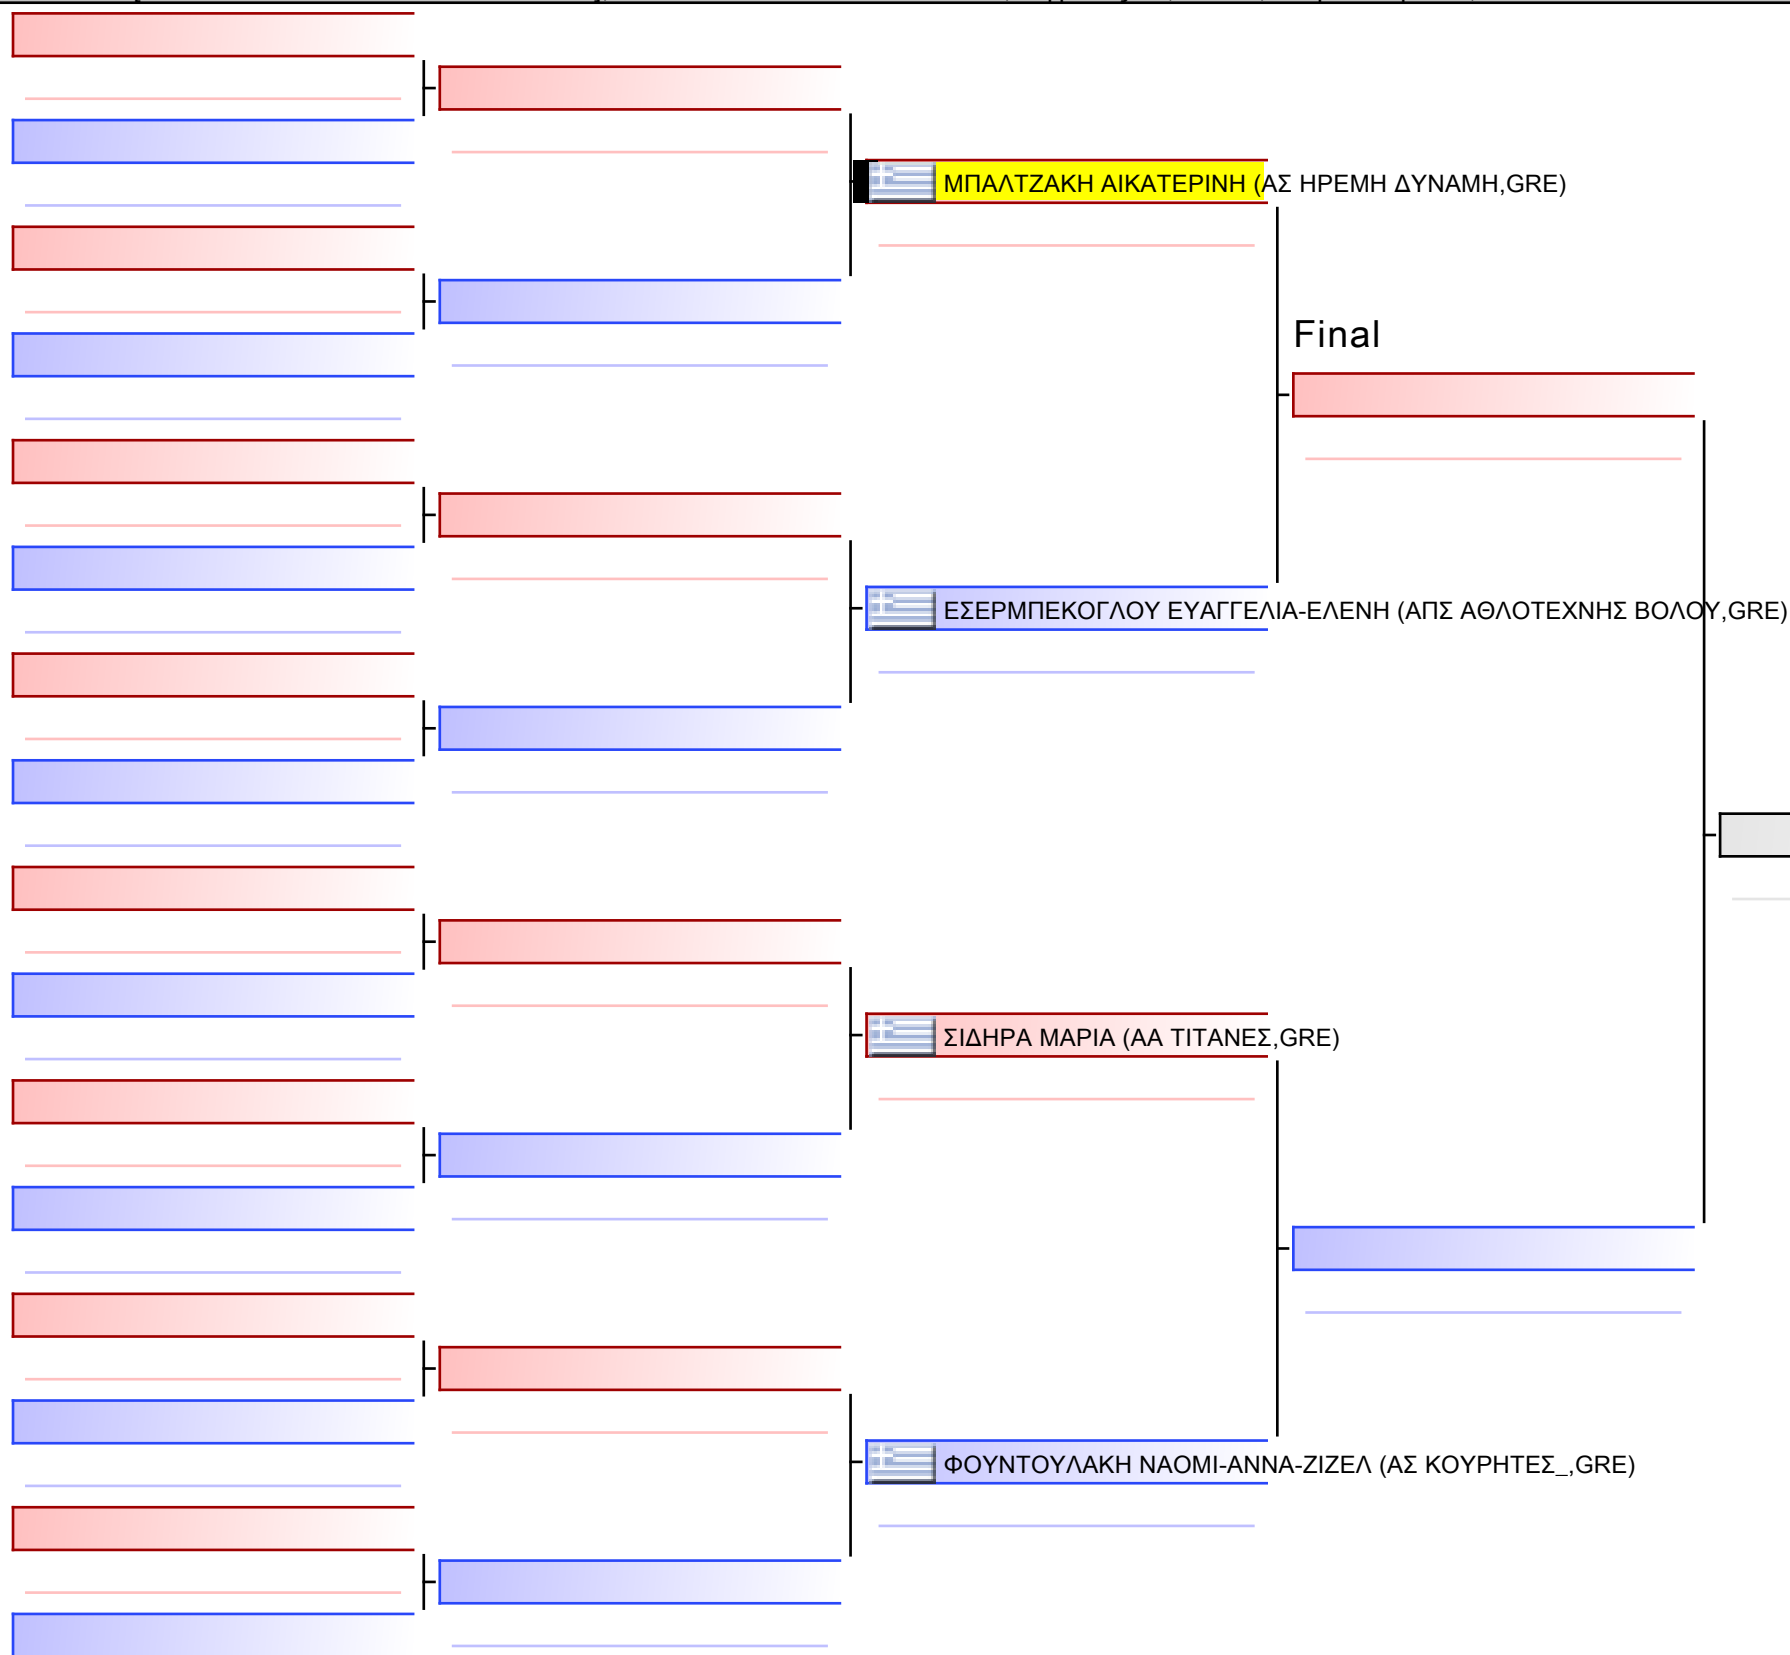 ΜΠΑΛΤΖΑΚΗ ΑΙΚΑΤΕΡΙΝΗ (ΑΣ ΗΡΕΜΗ ΔΥΝΑΜΗ,GRE)
Final
ΕΣΕΡΜΠΕΚΟΓΛΟΥ ΕΥΑΓΓΕΛΙΑ-ΕΛΕΝΗ (ΑΠΣ ΑΘΛΟΤΕΧΝΗΣ ΒΟΛΟΥ,GRE)
ΣΙΔΗΡΑ ΜΑΡΙΑ (ΑΑ ΤΙΤΑΝΕΣ,GRE)
ΦΟΥΝΤΟΥΛΑΚΗ ΝΑΟΜΙ-ΑΝΝΑ-ΖΙΖΕΛ (ΑΣ ΚΟΥΡΗΤΕΣ_,GRE)